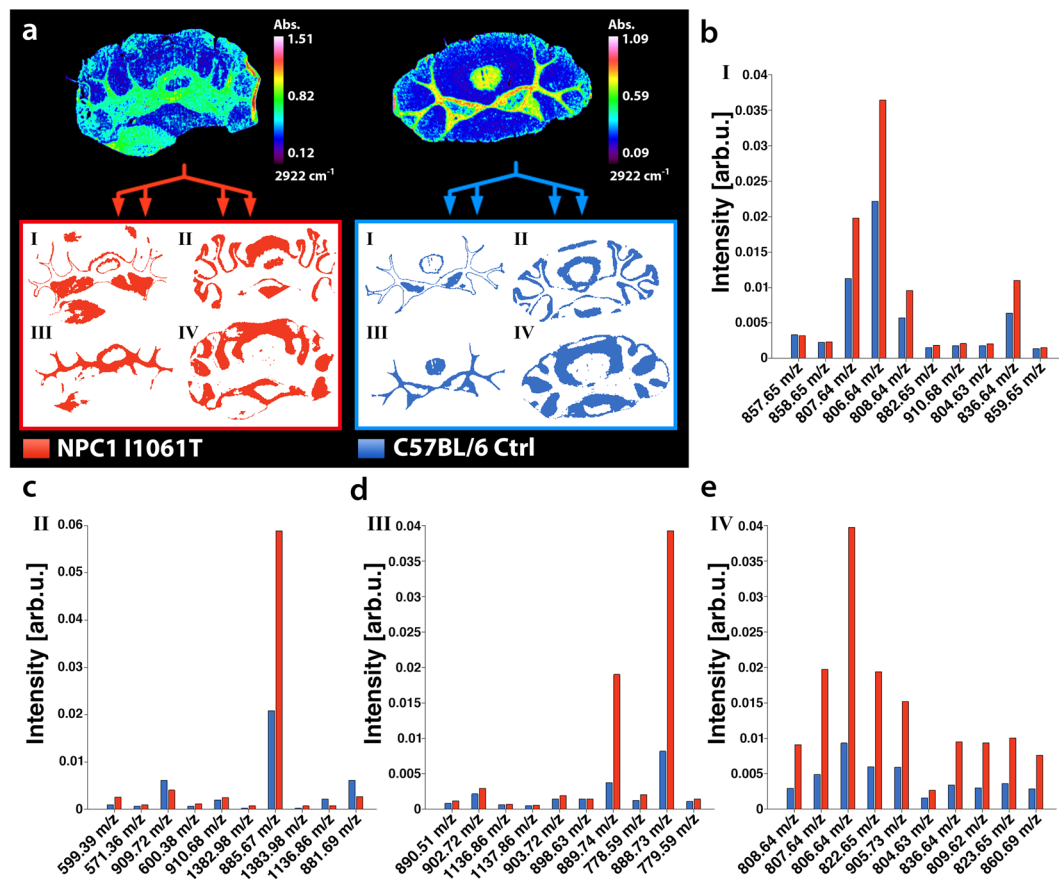 a
Abs.
1.51
0.82
0.12
2922 cm-1
Abs.
1.09
0.59
0.09
2922 cm-1
I
II
III
IV
I
II
III
IV
NPC1 I1061T
C57BL/6 Ctrl
b
I
Intensity [arb.u.]
0.04
0.035
0.03
0.025
0.02
0.015
0.01
0.005
0
857.65 m/z
858.65 m/z
807.64 m/z
806.64 m/z
808.64 m/z
882.65 m/z
910.68 m/z
804.63 m/z
836.64 m/z
859.65 m/z
c
II
Intensity [arb.u.]
0.06
0.05
0.04
0.03
0.02
0.01
0
599.39 m/z
571.36 m/z
909.72 m/z
600.38 m/z
910.68 m/z
1382.98 m/z
885.67 m/z
1383.98 m/z
1136.86 m/z
881.69 m/z
d
III
Intensity [arb.u.]
0.04
0.035
0.03
0.025
0.02
0.015
0.01
0.005
0
890.51 m/z
902.72 m/z
1136.86 m/z
1137.86 m/z
903.72 m/z
898.63 m/z
889.74 m/z
778.59 m/z
888.73 m/z
779.59 m/z
e
IV
Intensity [arb.u.]
0.04
0.035
0.03
0.025
0.02
0.015
0.01
0.005
0
808.64 m/z
807.64 m/z
806.64 m/z
822.65 m/z
905.73 m/z
804.63 m/z
836.64 m/z
809.62 m/z
823.65 m/z
860.69 m/z